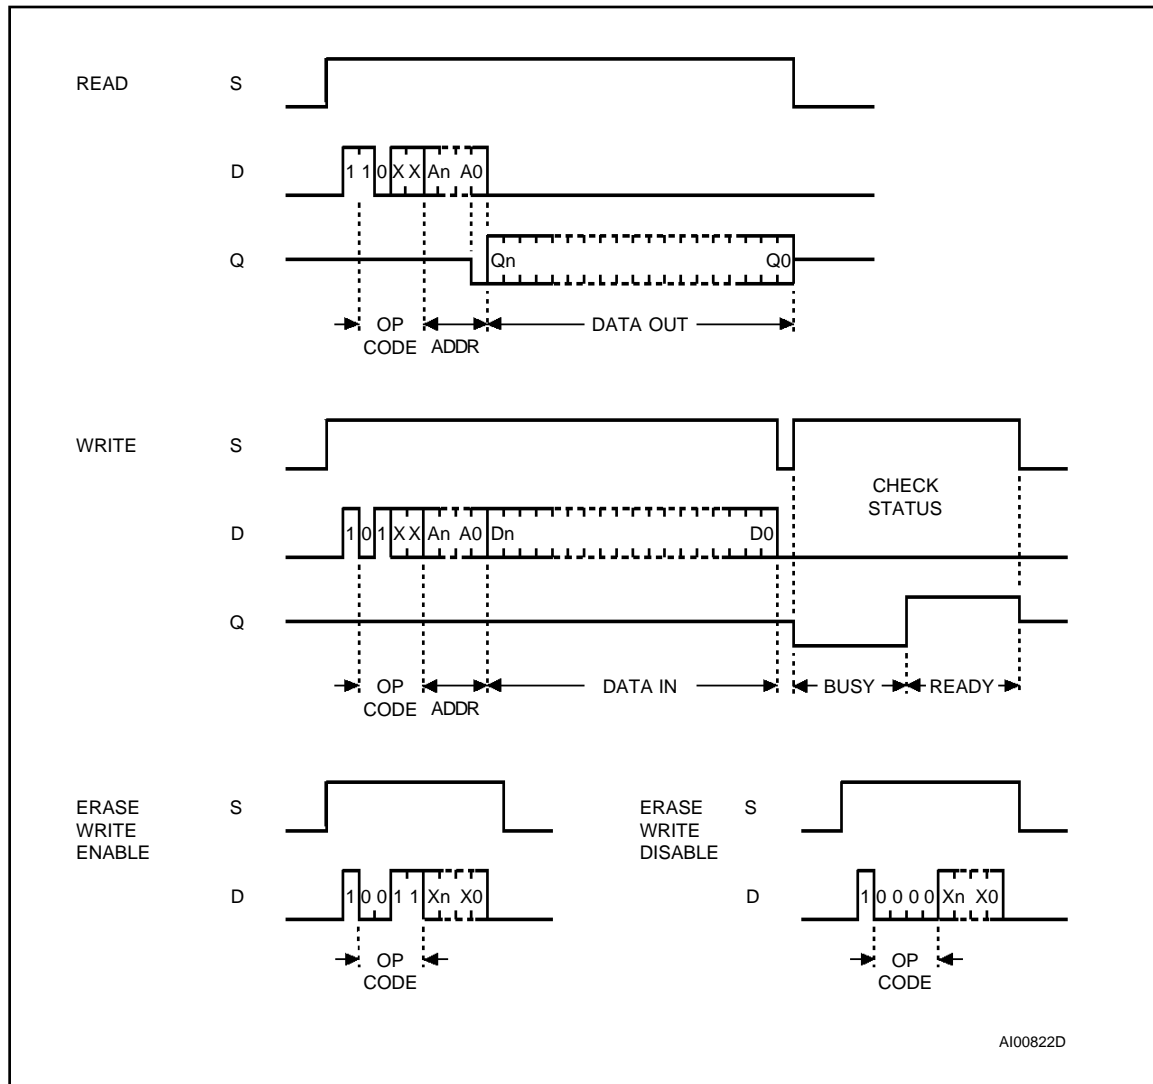 READ S
D 1 1 0 X X An A0
Q Qn Q0
OP CODE ADDR DATA OUT
WRITE S
CHECK STATUS
D 1 0 1 X X An A0 Dn D0
Q
OP CODE ADDR DATA IN BUSY READY
ERASE WRITE ENABLE S
D 1 0 0 1 1 Xn X0
OP CODE
ERASE WRITE DISABLE S
D 1 0 0 0 0 Xn X0
OP CODE
AI00822D